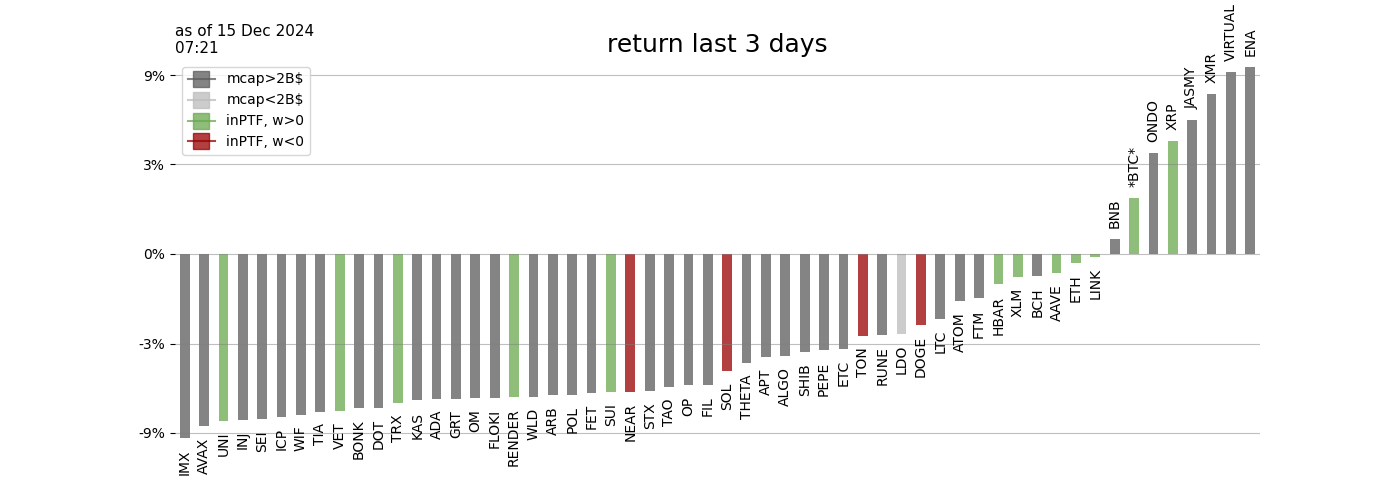 as of 15 Dec 2024
07:21
return last 3 days
mcap>2B$
mcap<2B$
inPTF, w>0
inPTF, w<0
9%
3%
0%
-3%
-9%
IMX
AVAX
UNI
INJ
SEI
ICP
WIF
TIA
VET
BONK
DOT
TRX
KAS
ADA
GRT
OM
FLOKI
RENDER
WLD
ARB
POL
FET
SUI
NEAR
STX
TAO
OP
FIL
SOL
THETA
APT
ALGO
SHIB
PEPE
ETC
TON
RUNE
LDO
DOGE
LTC
ATOM
FTM
HBAR
XLM
BCH
AAVE
ETH
LINK
BNB
*BTC*
ONDO
XRP
JASMY
XMR
VIRTUAL
ENA